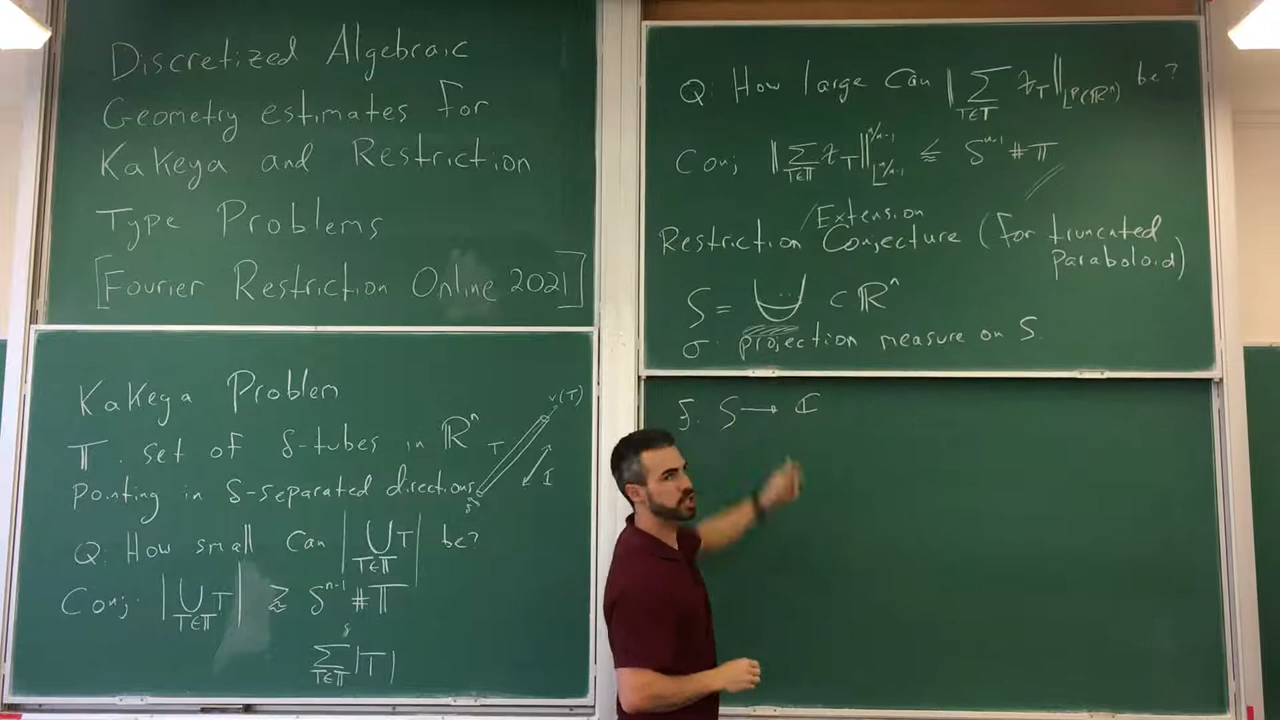 Discretized Algebraic
Geometry estimates for
Kakeya and Restriction
Type Problems
[Fourier Restriction Online 2021]
Kakeya Problem
𝕋. set of δ-tubes in ℝⁿ
pointing in δ-separated directions
T
v(T)
1
δ
Q: How small can |⋃_{T∈𝕋} T| be?
Conj: |⋃_{T∈𝕋} T| ⪆ δ^{n-1} #𝕋
∑_{T∈𝕋} |T|
Q: How large can ‖∑_{T∈𝕋} χ_T‖_{L^p(ℝⁿ)} be?
Conj ‖∑_{T∈𝕋} χ_T‖_{L^{n/n-1}}^{n/n-1} ⪅ δ^{n-1} #𝕋
Restriction /Extension Conjecture (for truncated
paraboloid)
S = ⊂ ℝⁿ
σ. projection measure on S.
f. S → ℂ